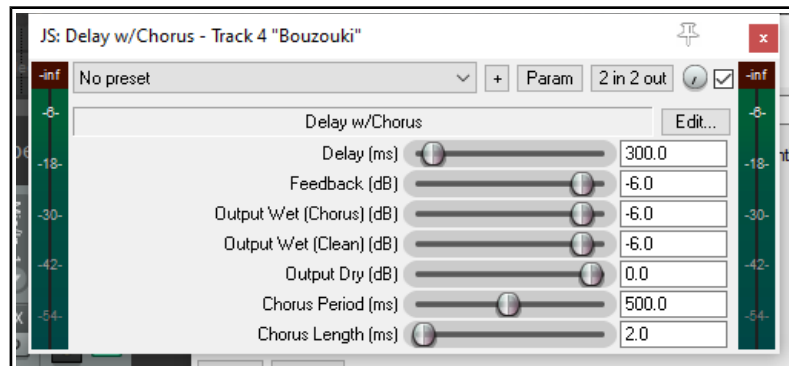 JS: Delay w/Chorus - Track 4 "Bouzouki"
x
-inf No preset + Param 2 in 2 out -inf
-6- Delay w/Chorus Edit... -6-
Delay (ms) 300.0
-18- Feedback (dB) -6.0 -18-
-30- Output Wet (Chorus) (dB) -6.0 -30-
Output Wet (Clean) (dB) -6.0
-42- Output Dry (dB) 0.0 -42-
Chorus Period (ms) 500.0
-54- Chorus Length (ms) 2.0 -54-